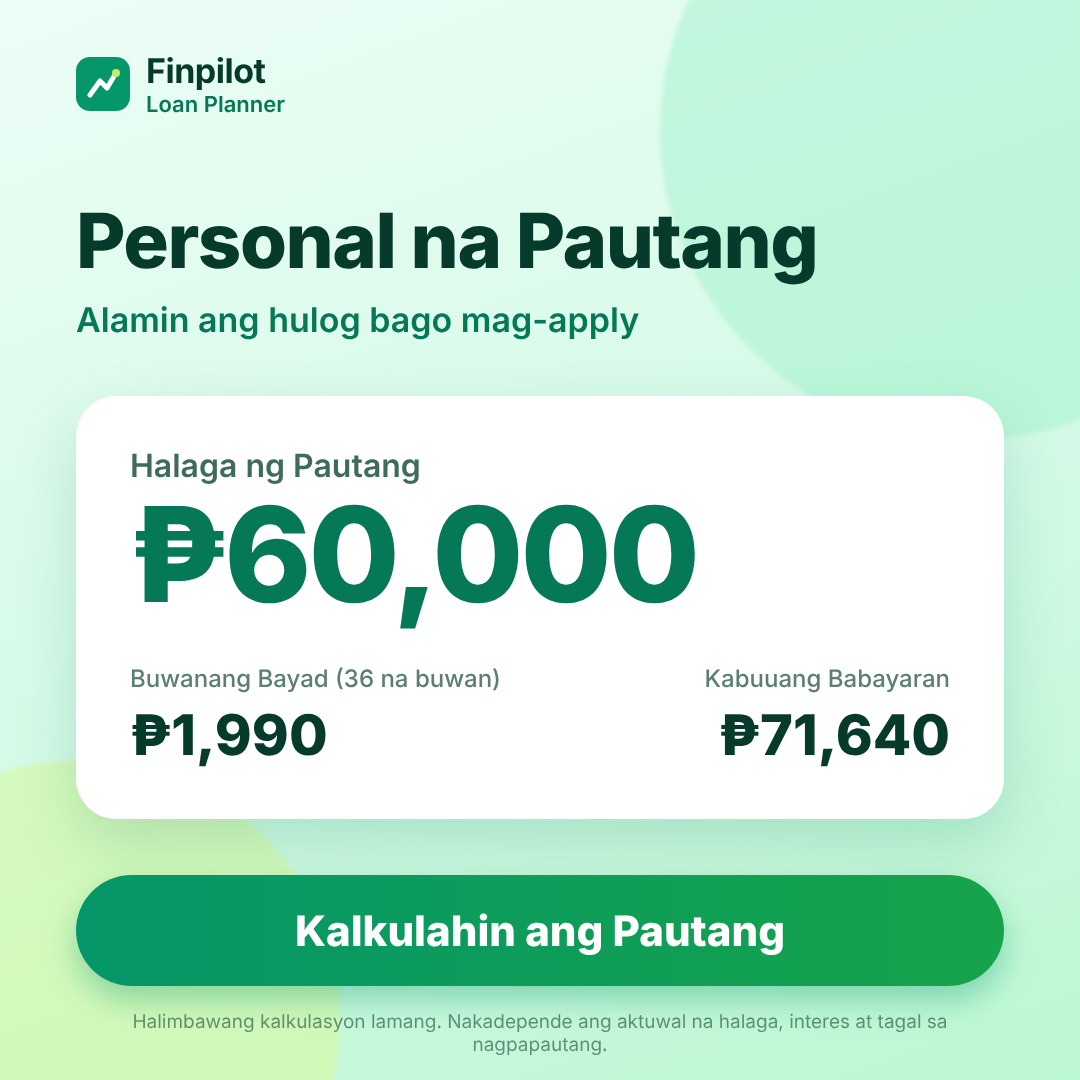 Finpilot
Loan Planner
Personal na Pautang
Alamin ang hulog bago mag-apply
Halaga ng Pautang
₱60,000
Buwanang Bayad (36 na buwan)
₱1,990
Kabuuang Babayaran
₱71,640
Kalkulahin ang Pautang
Halimbawang kalkulasyon lamang. Nakadepende ang aktuwal na halaga, interes at tagal sa
nagpapautang.